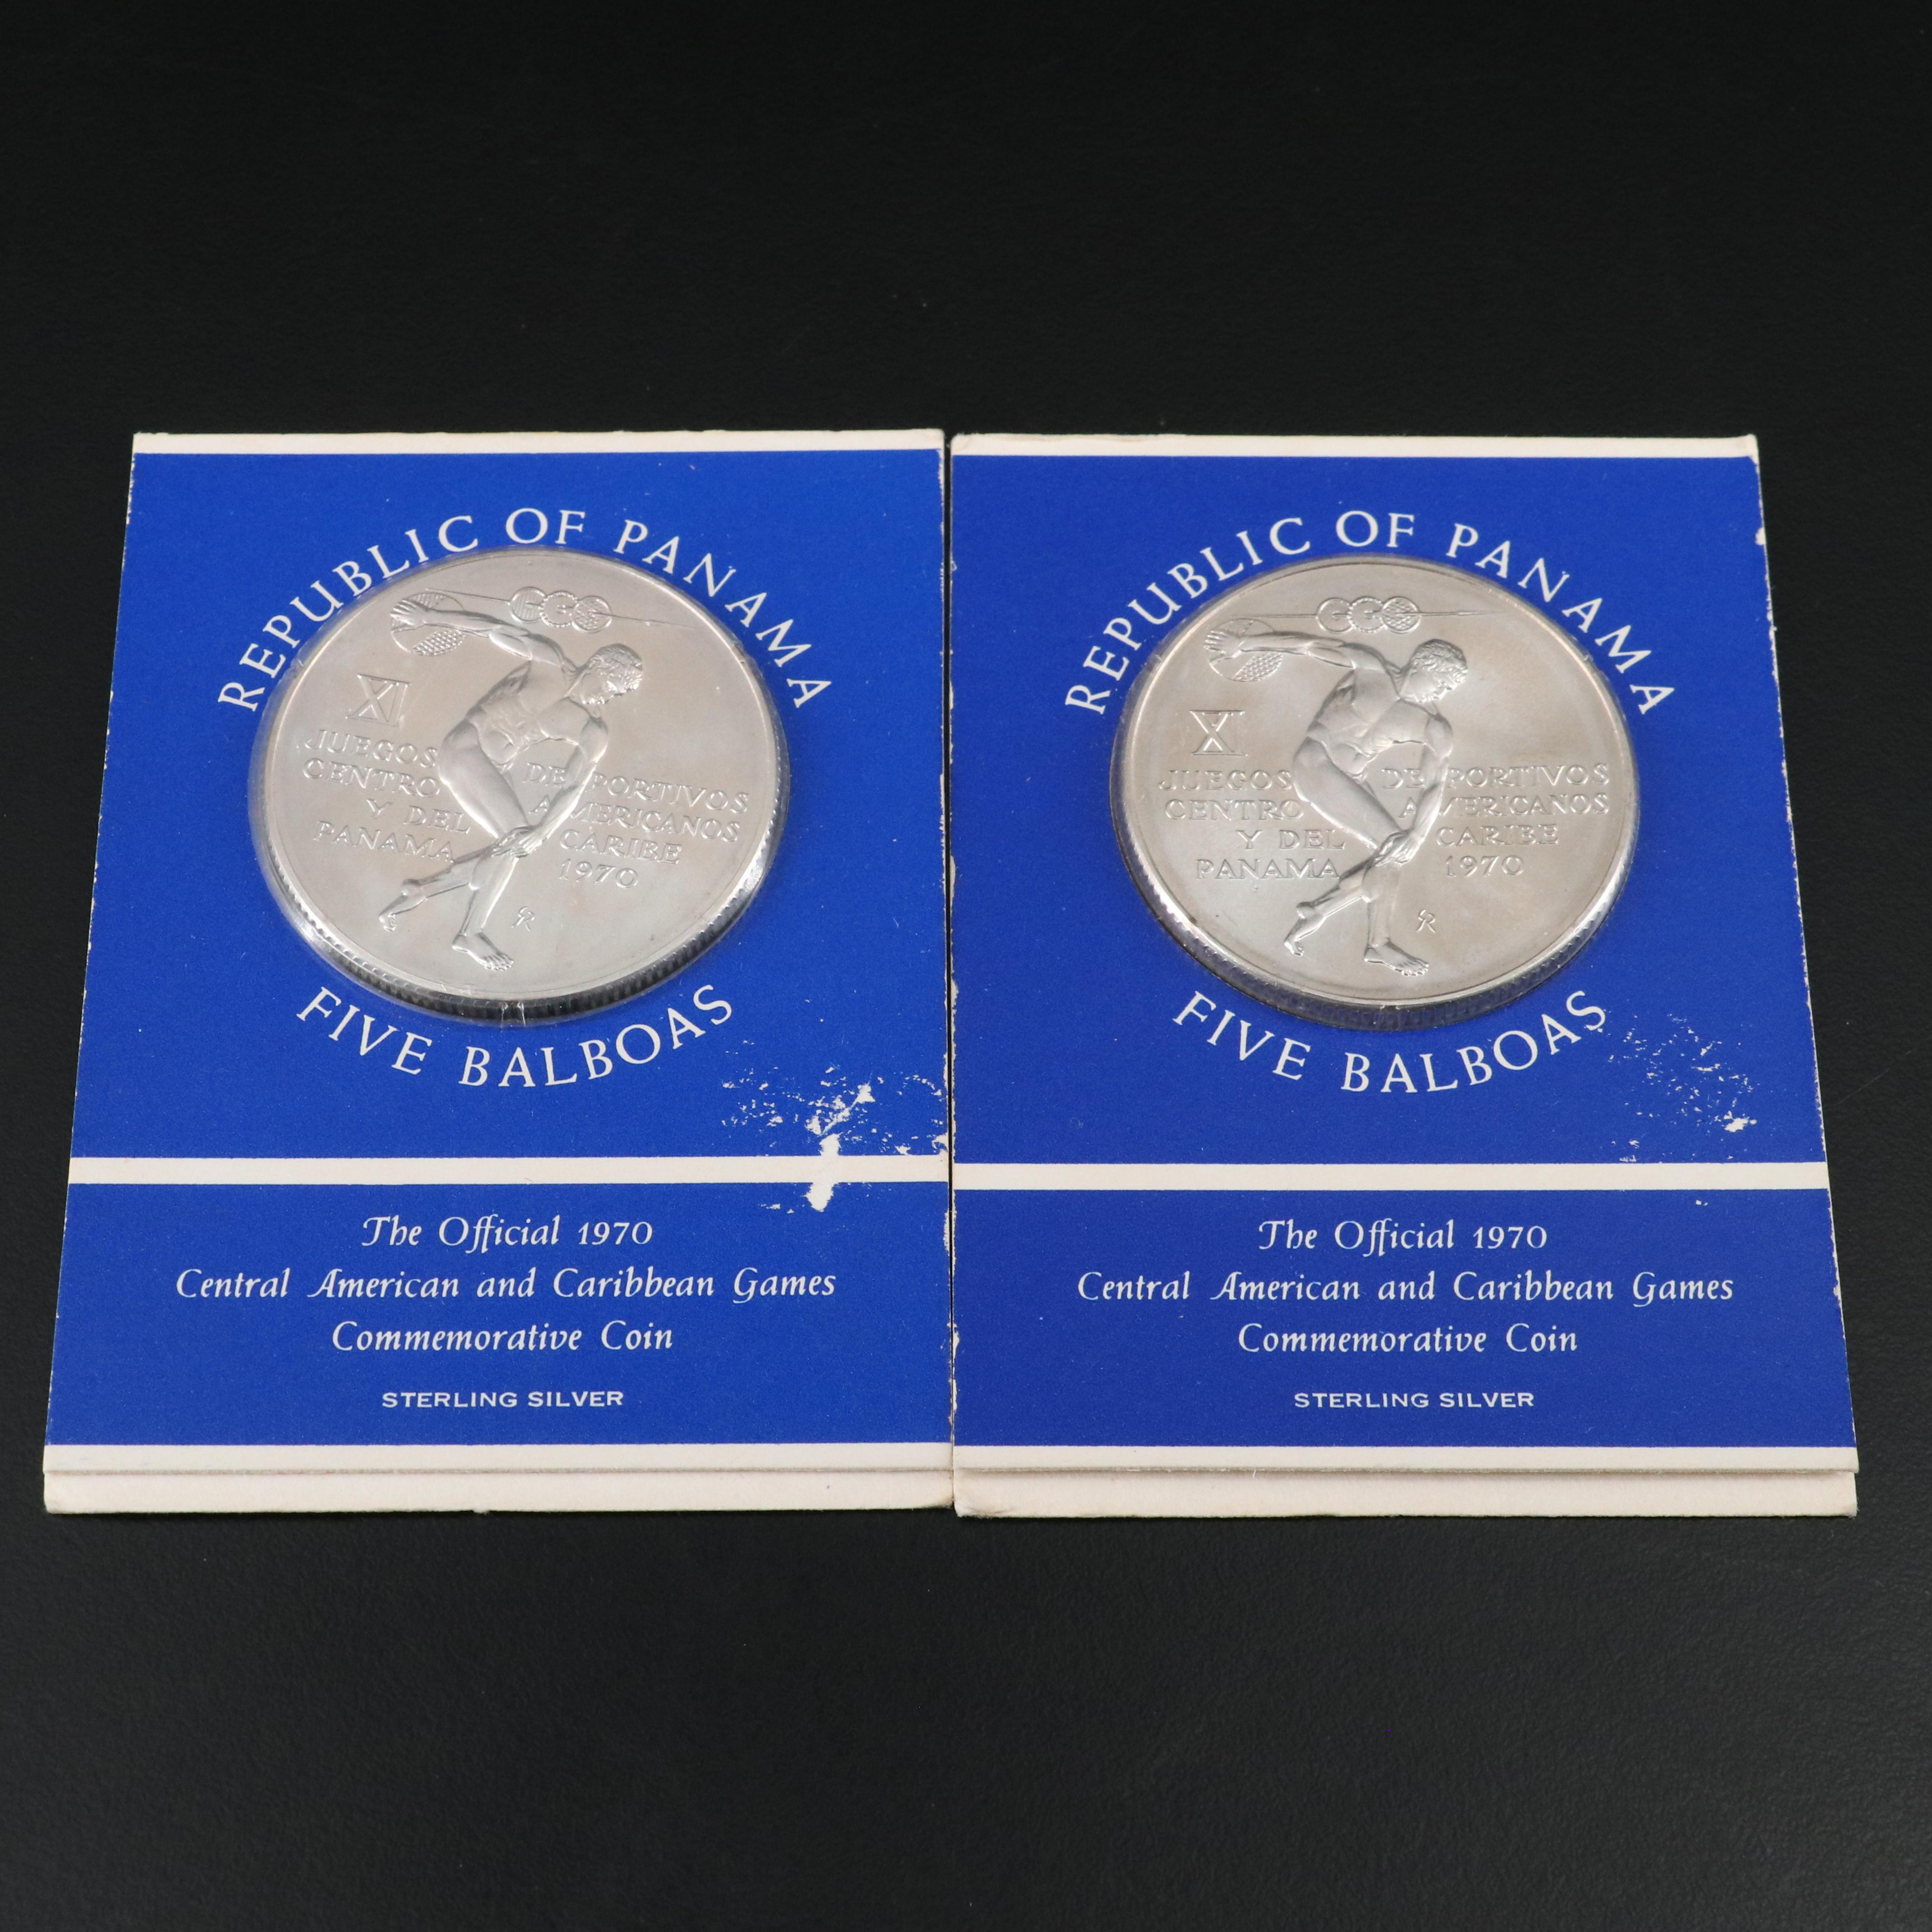 REPUBLIC OF PANAMA
XI
JUEGOS DEPORTIVOS
CENTRO AMERICANOS
Y DEL CARIBE
PANAMA 1970
FIVE BALBOAS
The Official 1970
Central American and Caribbean Games
Commemorative Coin
STERLING SILVER
REPUBLIC OF PANAMA
XI
JUEGOS DEPORTIVOS
CENTRO AMERICANOS
Y DEL CARIBE
PANAMA 1970
FIVE BALBOAS
The Official 1970
Central American and Caribbean Games
Commemorative Coin
STERLING SILVER